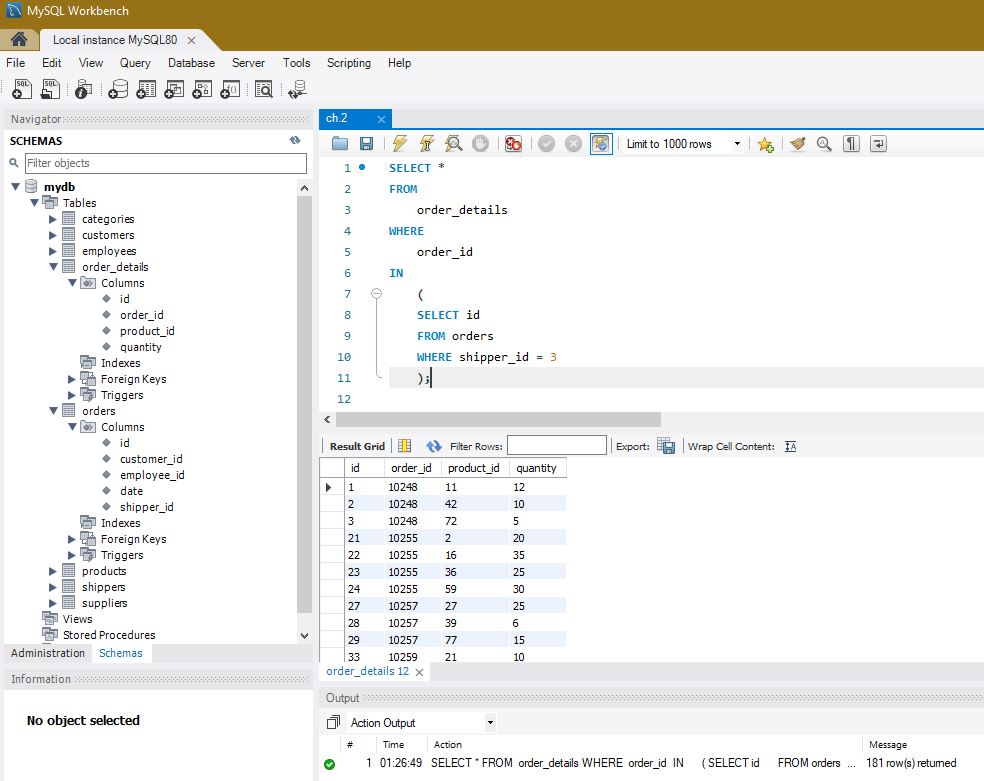 MySQL Workbench
Local instance MySQL80
File Edit View Query Database Server Tools Scripting Help
Navigator
SCHEMAS
Filter objects
mydb
Tables
categories
customers
employees
order_details
Columns
id
order_id
product_id
quantity
Indexes
Foreign Keys
Triggers
orders
Columns
id
customer_id
employee_id
date
shipper_id
Indexes
Foreign Keys
Triggers
products
shippers
suppliers
Views
Stored Procedures
Administration Schemas
Information
No object selected
ch.2
Limit to 1000 rows
1 SELECT *
2 FROM
3 order_details
4 WHERE
5 order_id
6 IN
7 (
8 SELECT id
9 FROM orders
10 WHERE shipper_id = 3
11 );
12
Result Grid Filter Rows: Export: Wrap Cell Content:
id order_id product_id quantity
1 10248 11 12
2 10248 42 10
3 10248 72 5
21 10255 2 20
22 10255 16 35
23 10255 36 25
24 10255 59 30
27 10257 27 25
28 10257 39 6
29 10257 77 15
33 10259 21 10
order_details 12
Output
Action Output
# Time Action Message
1 01:26:49 SELECT * FROM order_details WHERE order_id IN ( SELECT id FROM orders ... 181 row(s) returned